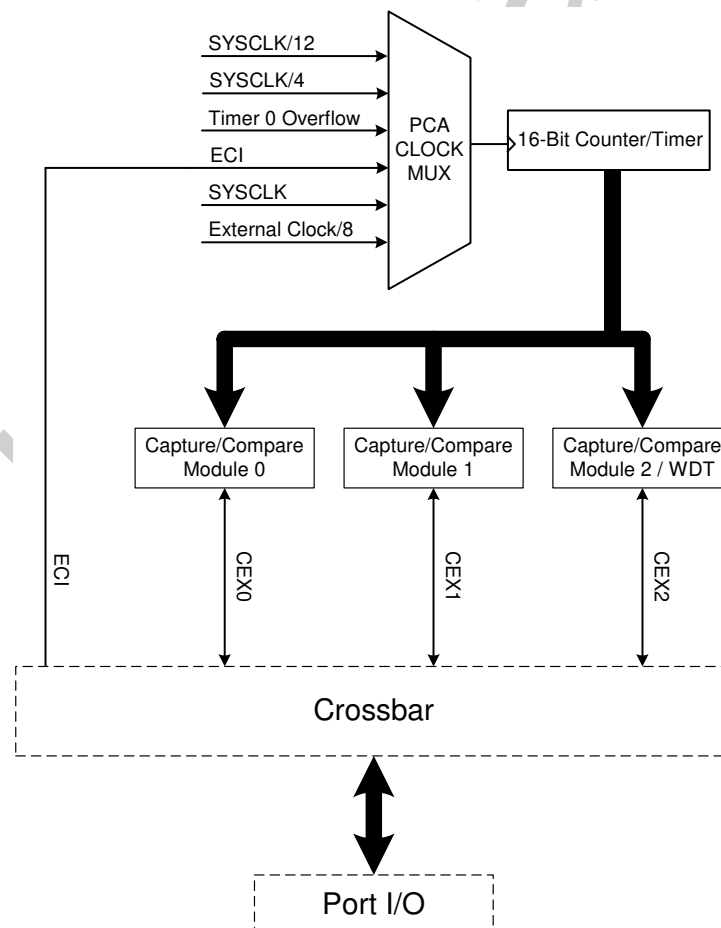 SYSCLK/12
SYSCLK/4
Timer 0 Overflow
ECI
SYSCLK
External Clock/8
PCA
CLOCK
MUX
16-Bit Counter/Timer
Capture/Compare
Module 0
Capture/Compare
Module 1
Capture/Compare
Module 2 / WDT
ECI
CEX0
CEX1
CEX2
Crossbar
Port I/O